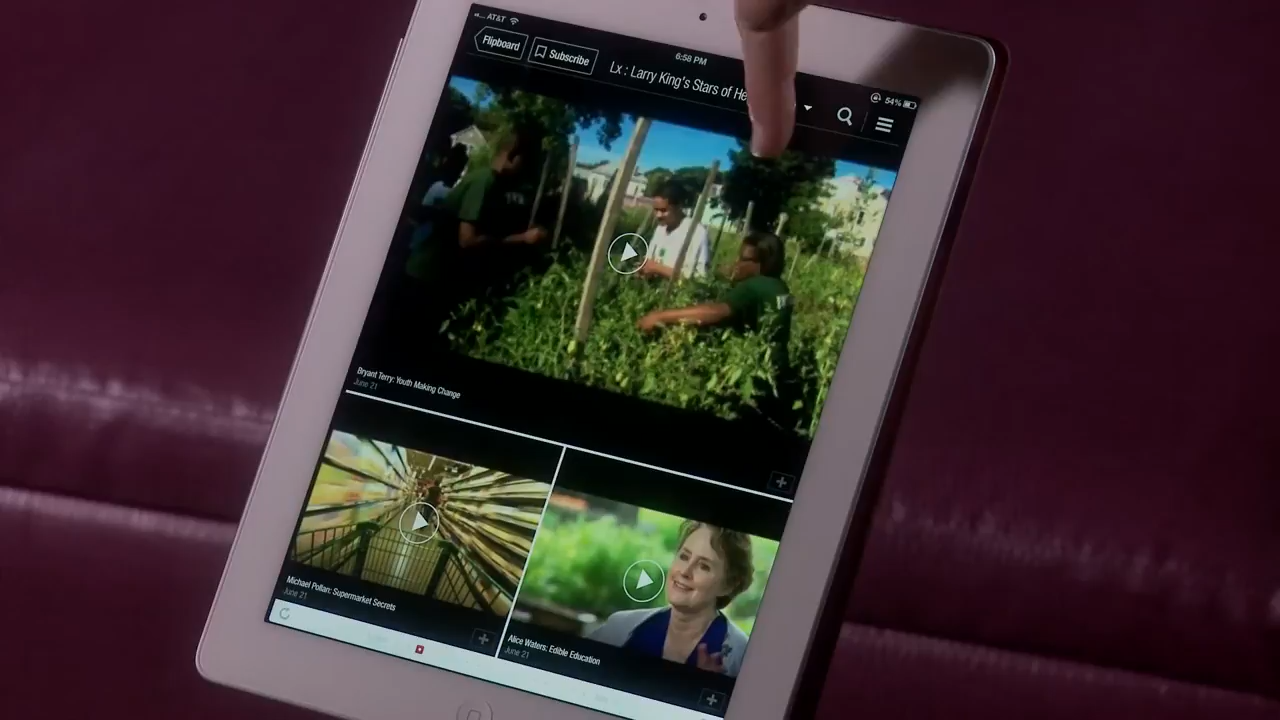 AT&T
6:58 PM
54%
Flipboard
Subscribe
Lx : Larry King's Stars of He
Bryant Terry: Youth Making Change
June 21
Michael Pollan: Supermarket Secrets
June 21
Alice Waters: Edible Education
June 21